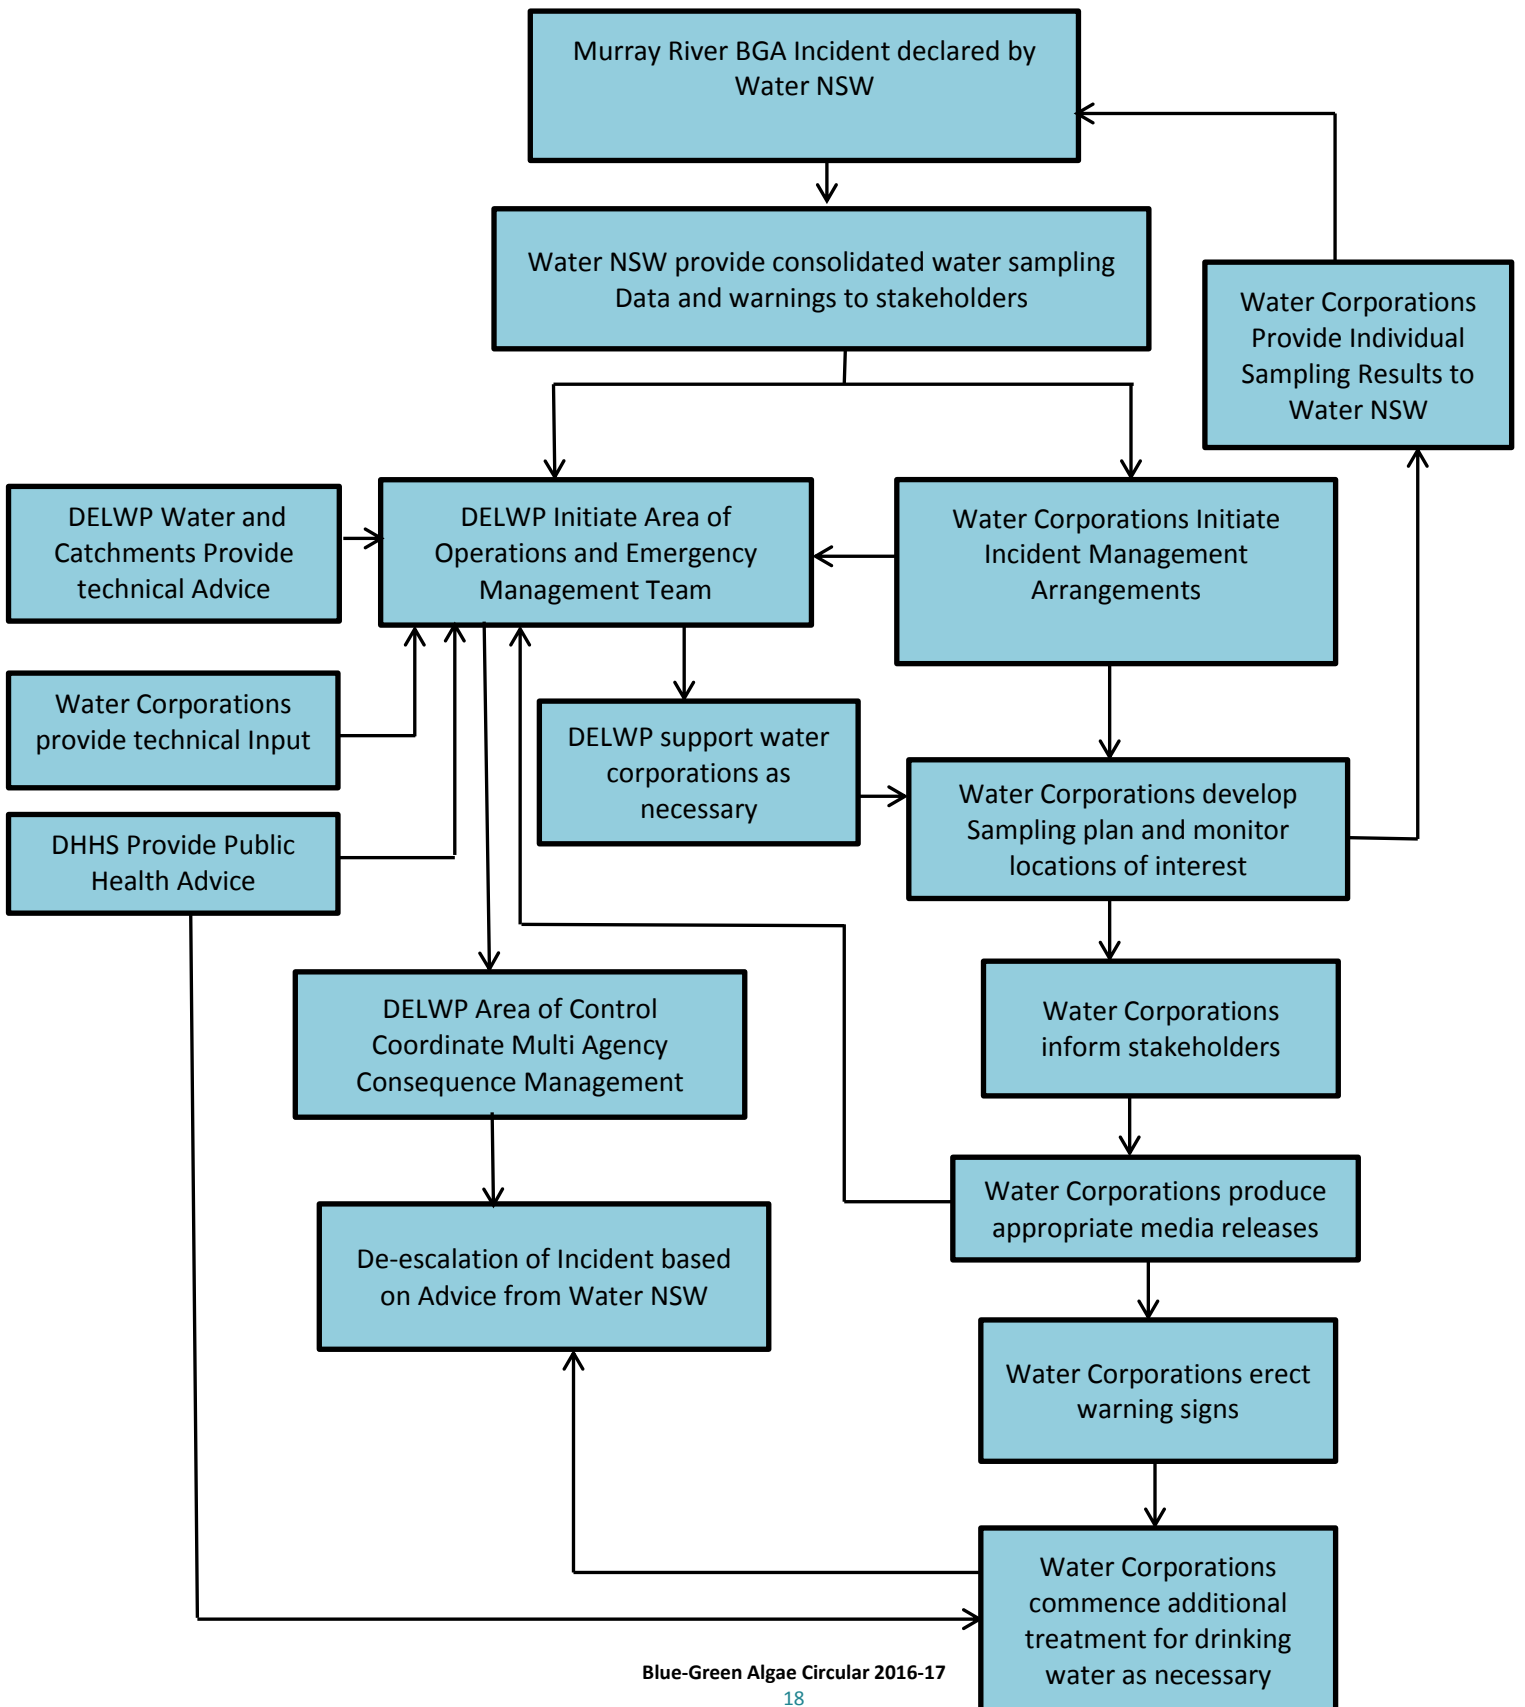 Murray River BGA Incident declared by
Water NSW
Water NSW provide consolidated water sampling
Data and warnings to stakeholders
Water Corporations
Provide Individual
Sampling Results to
Water NSW
DELWP Water and
Catchments Provide
technical Advice
DELWP Initiate Area of
Operations and Emergency
Management Team
Water Corporations Initiate
Incident Management
Arrangements
Water Corporations
provide technical Input
DELWP support water
corporations as
necessary
Water Corporations develop
Sampling plan and monitor
locations of interest
DHHS Provide Public
Health Advice
DELWP Area of Control
Coordinate Multi Agency
Consequence Management
Water Corporations
inform stakeholders
Water Corporations produce
appropriate media releases
De-escalation of Incident based
on Advice from Water NSW
Water Corporations erect
warning signs
Water Corporations
commence additional
treatment for drinking
water as necessary
Blue-Green Algae Circular 2016-17
18